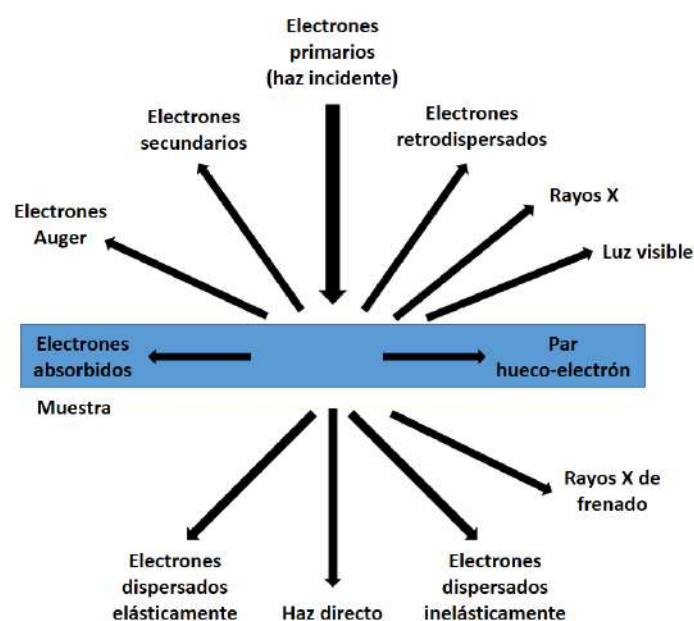 Electrones
primarios
(haz incidente)
Electrones
secundarios
Electrones
retrodispersados
Electrones
Auger
Rayos X
Luz visible
Electrones
absorbidos
Par
hueco-electrón
Muestra
Rayos X de
frenado
Electrones
dispersados
elásticamente
Haz directo
Electrones
dispersados
inelásticamente